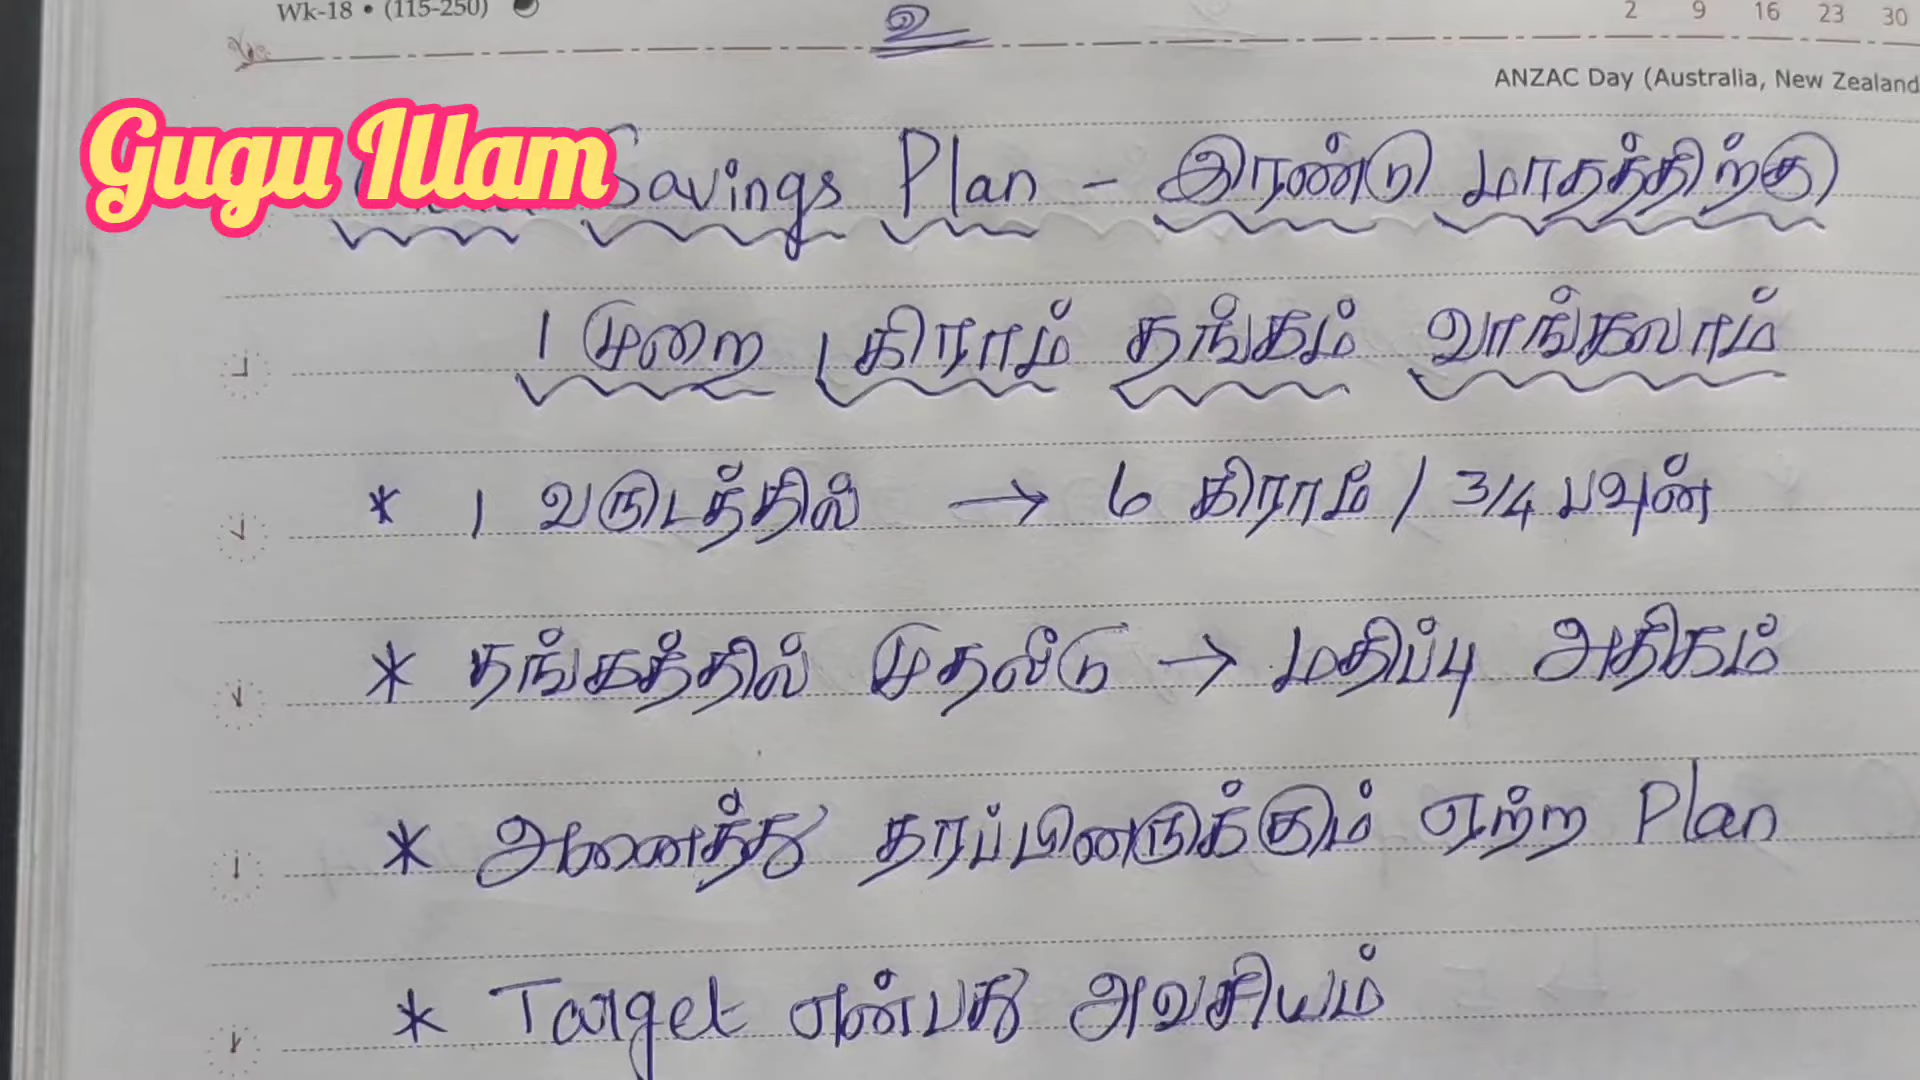 Wk-18 • (115-250)
2 9 16 23 30
உ
ANZAC Day (Australia, New Zealand
Gugu Illam
Savings Plan - இரண்டு மாதத்திற்கு
1 முறை 1 கிராம் தங்கம் வாங்கலாம்
* 1 வருடத்தில் → 6 கிராம் / 3/4 பவுன்
* தங்கத்தில் முதலீடு → மதிப்பு அதிகம்
* அனைத்து தரப்பினருக்கும் ஏற்ற Plan
* Target என்பது அவசியம்